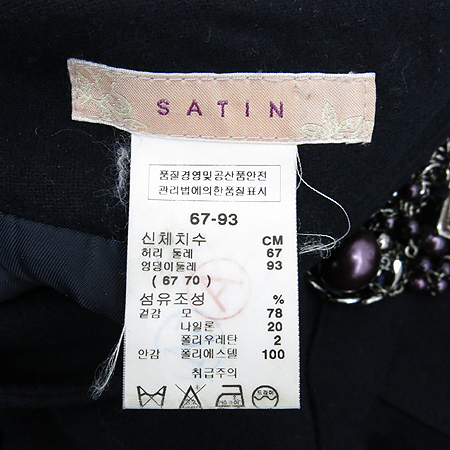 SATIN
품질경영및공산품안전
관리법에의한품질표시
67-93
신체치수 CM
허리 둘레 67
엉덩이둘레 93
( 67 70 )
섬유조성 %
겉감 모 78
나일론 20
폴리우레탄 2
안감 폴리에스텔 100
취급주의